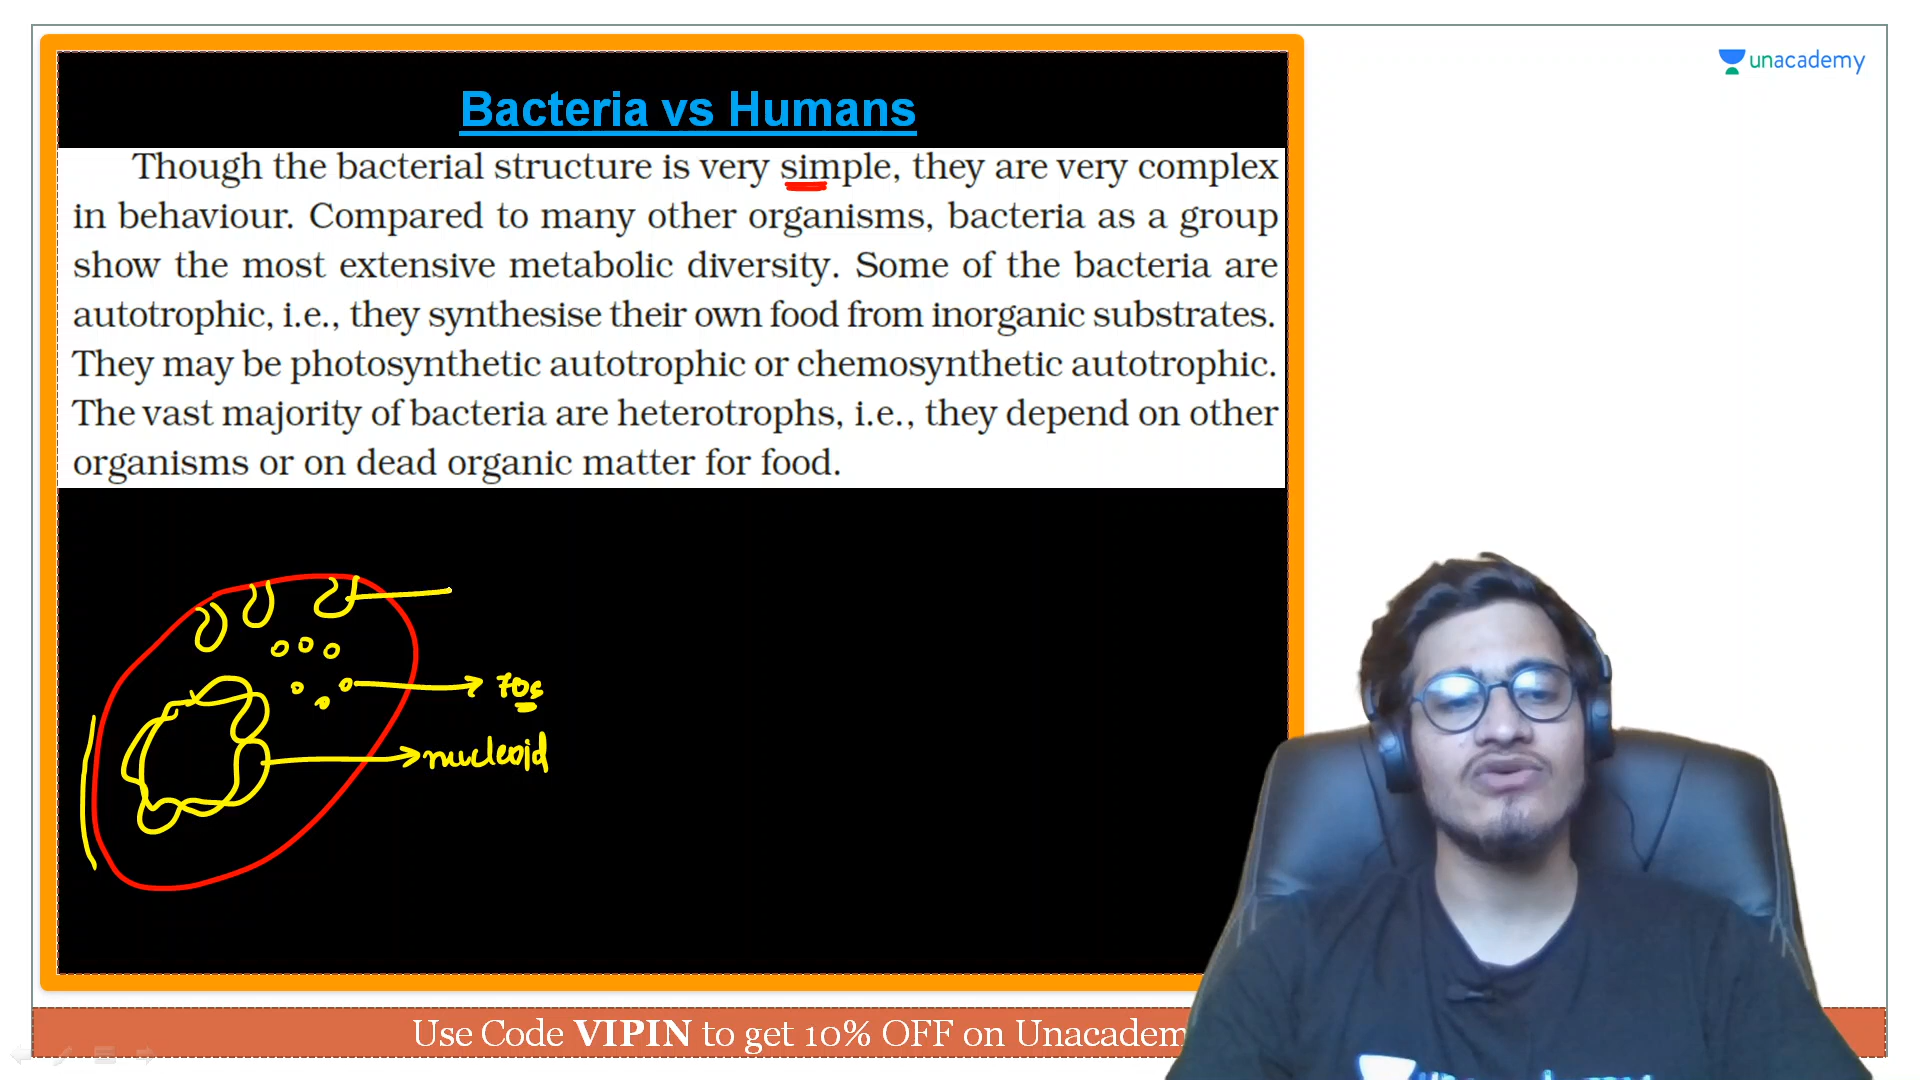 unacademy
Bacteria vs Humans
Though the bacterial structure is very simple, they are very complex
in behaviour. Compared to many other organisms, bacteria as a group
show the most extensive metabolic diversity. Some of the bacteria are
autotrophic, i.e., they synthesise their own food from inorganic substrates.
They may be photosynthetic autotrophic or chemosynthetic autotrophic.
The vast majority of bacteria are heterotrophs, i.e., they depend on other
organisms or on dead organic matter for food.
70s
nucleoid
Use Code VIPIN to get 10% OFF on Unacadem